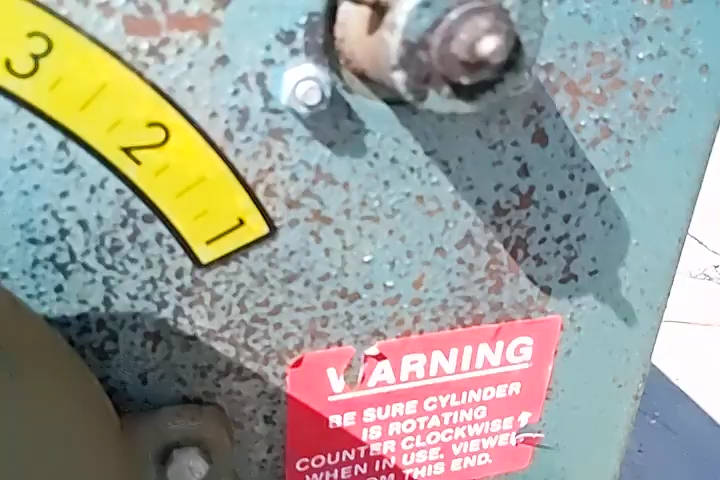 3
2
1
WARNING
BE SURE CYLINDER
IS ROTATING
COUNTER CLOCKWISE
WHEN IN USE. VIEWED
FROM THIS END.